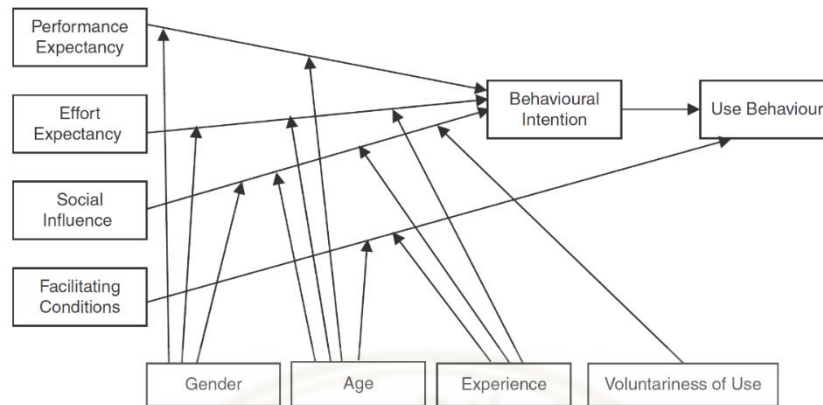 Performance
Expectancy
Effort
Expectancy
Social
Influence
Facilitating
Conditions
Behavioural
Intention
Use Behaviour
Gender
Age
Experience
Voluntariness of Use